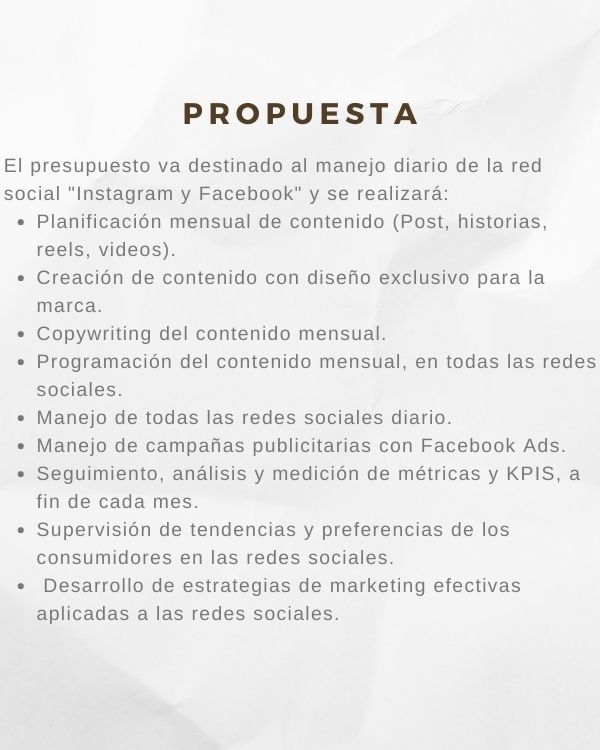 PROPUESTA
El presupuesto va destinado al manejo diario de la red
social "Instagram y Facebook" y se realizará:
• Planificación mensual de contenido (Post, historias,
reels, videos).
• Creación de contenido con diseño exclusivo para la
marca.
• Copywriting del contenido mensual.
• Programación del contenido mensual, en todas las redes
sociales.
• Manejo de todas las redes sociales diario.
• Manejo de campañas publicitarias con Facebook Ads.
• Seguimiento, análisis y medición de métricas y KPIS, a
fin de cada mes.
• Supervisión de tendencias y preferencias de los
consumidores en las redes sociales.
• Desarrollo de estrategias de marketing efectivas
aplicadas a las redes sociales.